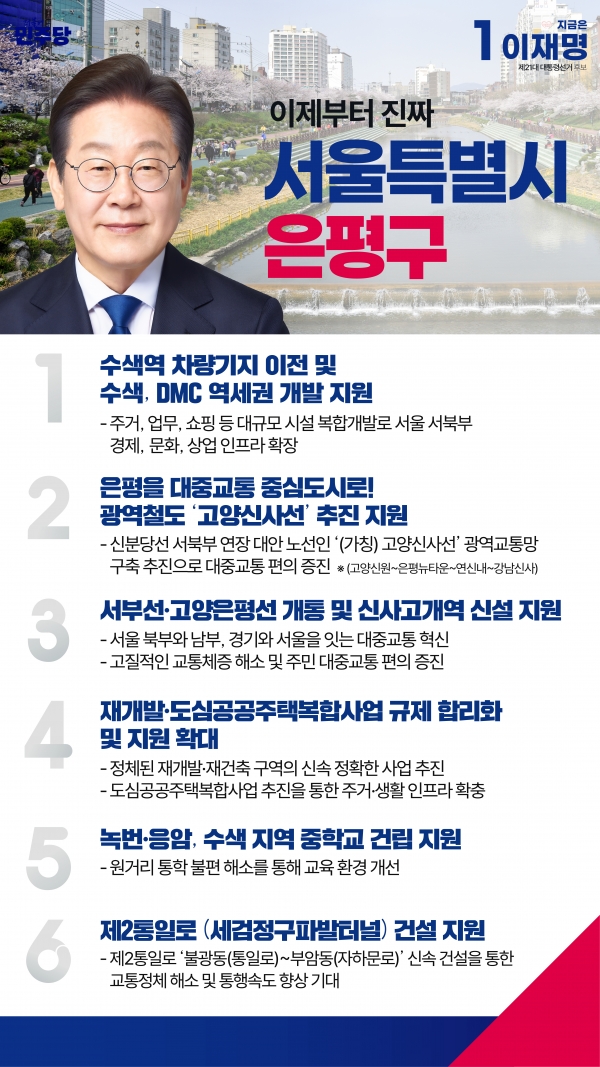 민주당
지금은
1 이재명
제21대 대통령선거 후보
이제부터 진짜
서울특별시
은평구
1
수색역 차량기지 이전 및
수색, DMC 역세권 개발 지원
- 주거, 업무, 쇼핑 등 대규모 시설 복합개발로 서울 서북부
경제, 문화, 상업 인프라 확장
2
은평을 대중교통 중심도시로!
광역철도 ‘고양신사선’ 추진 지원
- 신분당선 서북부 연장 대안 노선인 ‘(가칭) 고양신사선’ 광역교통망
구축 추진으로 대중교통 편의 증진 ※ (고양신원~은평뉴타운~연신내~강남신사)
3
서부선·고양은평선 개통 및 신사고개역 신설 지원
- 서울 북부와 남부, 경기와 서울을 잇는 대중교통 혁신
- 고질적인 교통체증 해소 및 주민 대중교통 편의 증진
4
재개발·도심공공주택복합사업 규제 합리화
및 지원 확대
- 정체된 재개발·재건축 구역의 신속 정확한 사업 추진
- 도심공공주택복합사업 추진을 통한 주거·생활 인프라 확충
5
녹번·응암, 수색 지역 중학교 건립 지원
- 원거리 통학 불편 해소를 통해 교육 환경 개선
6
제2통일로 (세검정구파발터널) 건설 지원
- 제2통일로 ‘불광동(통일로)~부암동(자하문로)’ 신속 건설을 통한
교통정체 해소 및 통행속도 향상 기대